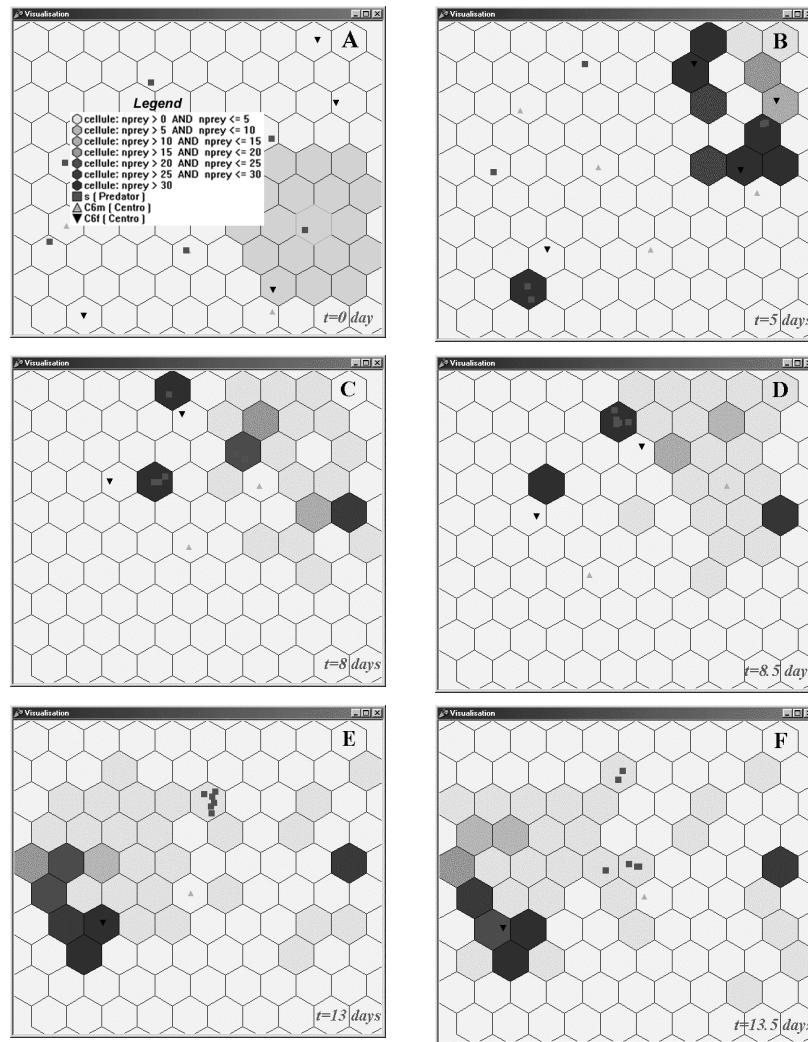 Visualisation
A
Legend
cellule: nprey > 0 AND nprey <= 5
cellule: nprey > 5 AND nprey <= 10
cellule: nprey > 10 AND nprey <= 15
cellule: nprey > 15 AND nprey <= 20
cellule: nprey > 20 AND nprey <= 25
cellule: nprey > 25 AND nprey <= 30
cellule: nprey > 30
s ( Predator )
C6m ( Centro )
C6f ( Centro )
t=0 day
Visualisation
B
t=5 days
Visualisation
C
t=8 days
Visualisation
D
t=8.5 day
Visualisation
E
t=13 days
Visualisation
F
t=13.5 days